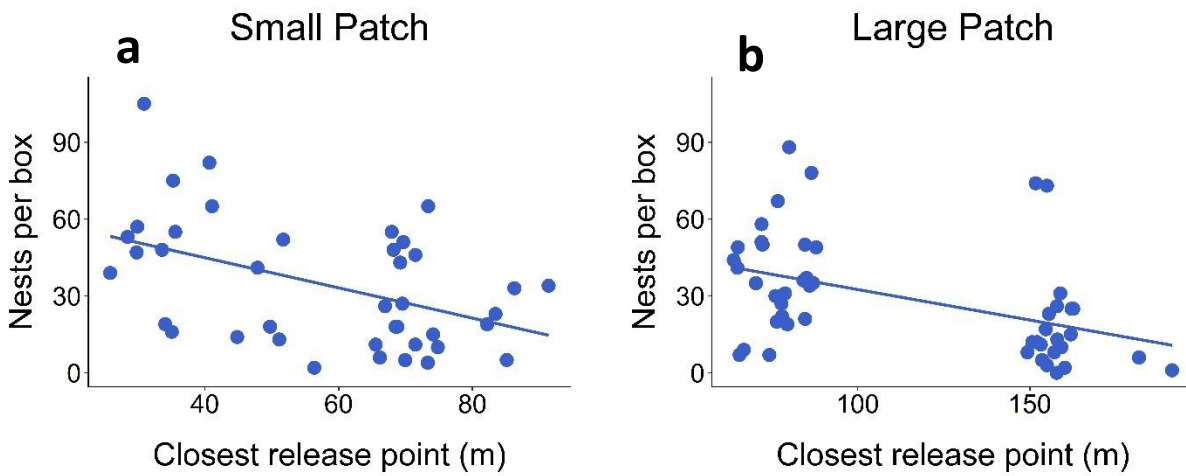 Small Patch
a
Nests per box
90
60
30
0
40 60 80
Closest release point (m)
Large Patch
b
Nests per box
90
60
30
0
100 150
Closest release point (m)